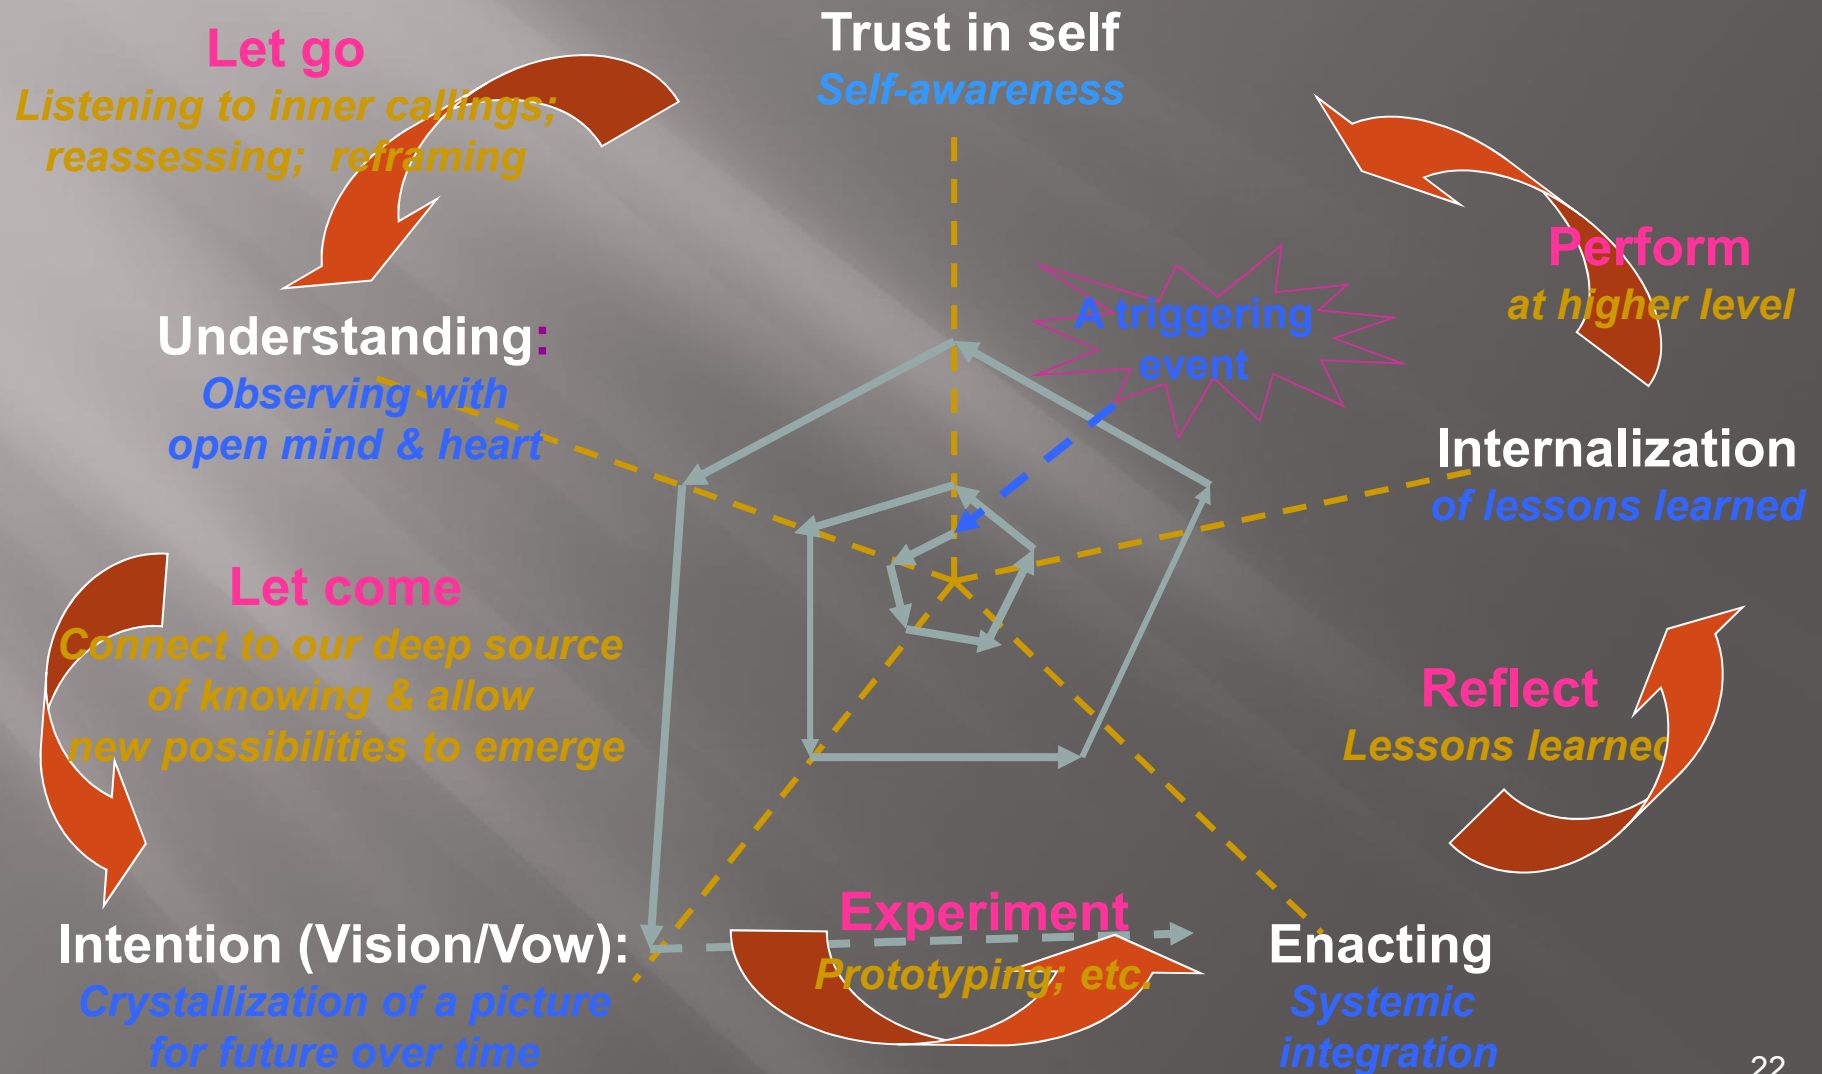 Trust in self
Self-awareness
Let go
Listening to inner callings;
reassessing; reframing
Understanding:
Observing with
open mind & heart
Let come
Connect to our deep source
of knowing & allow
new possibilities to emerge
Intention (Vision/Vow):
Crystallization of a picture
for future over time
Experiment
Prototyping; etc.
Enacting
Systemic
integration
Reflect
Lessons learned
Internalization
of lessons learned
Perform
at higher level
A triggering
event
22